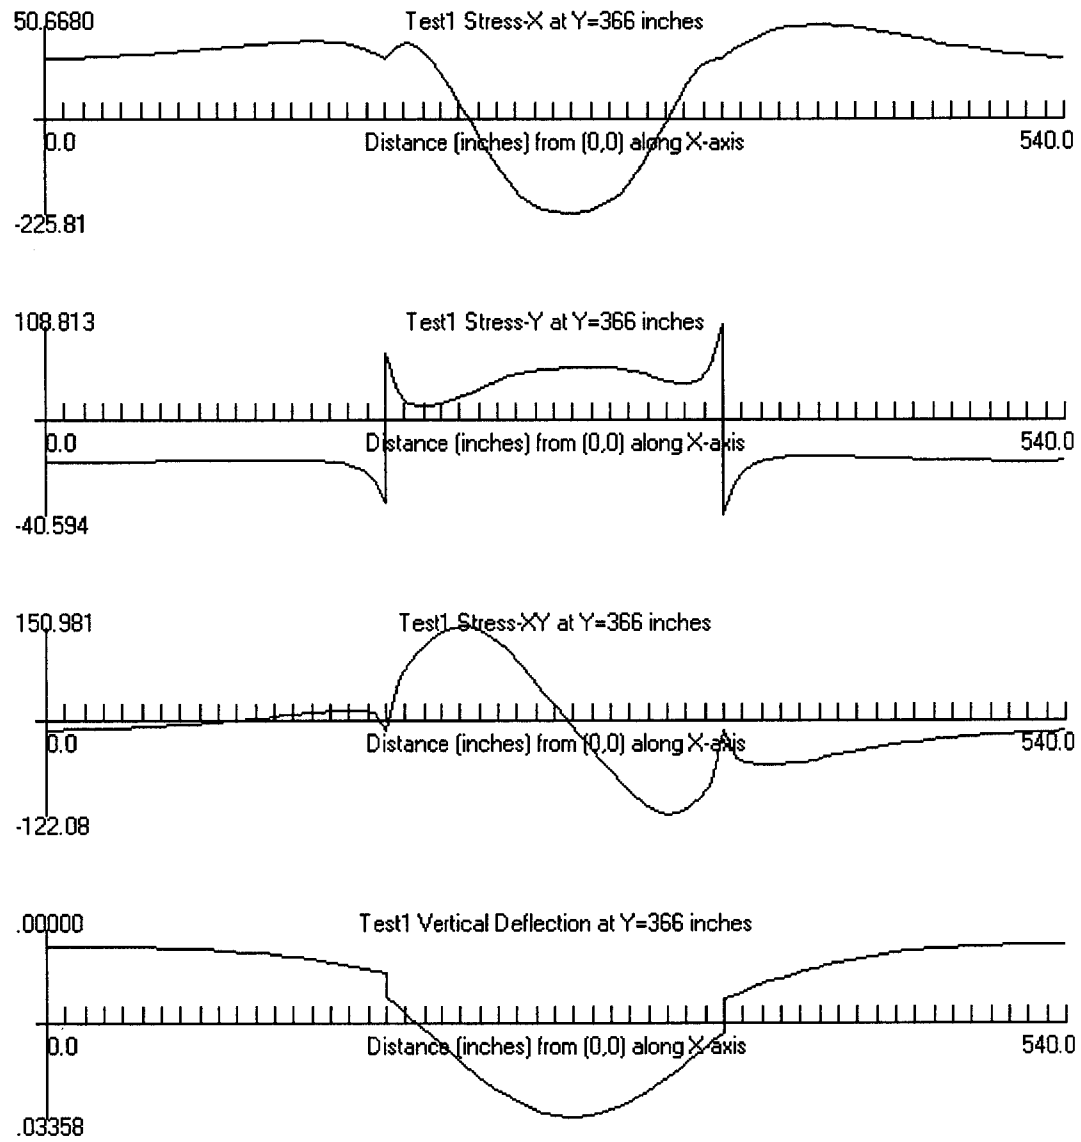 50.6680
Test1 Stress-X at Y=366 inches
0.0
Distance (inches) from (0,0) along X-axis
540.0
-225.81
108.813
Test1 Stress-Y at Y=366 inches
0.0
Distance (inches) from (0,0) along X-axis
540.0
-40.594
150.981
Test1 Stress-XY at Y=366 inches
0.0
Distance (inches) from (0,0) along X-axis
540.0
-122.08
.00000
Test1 Vertical Deflection at Y=366 inches
0.0
Distance (inches) from (0,0) along X-axis
540.0
.03358